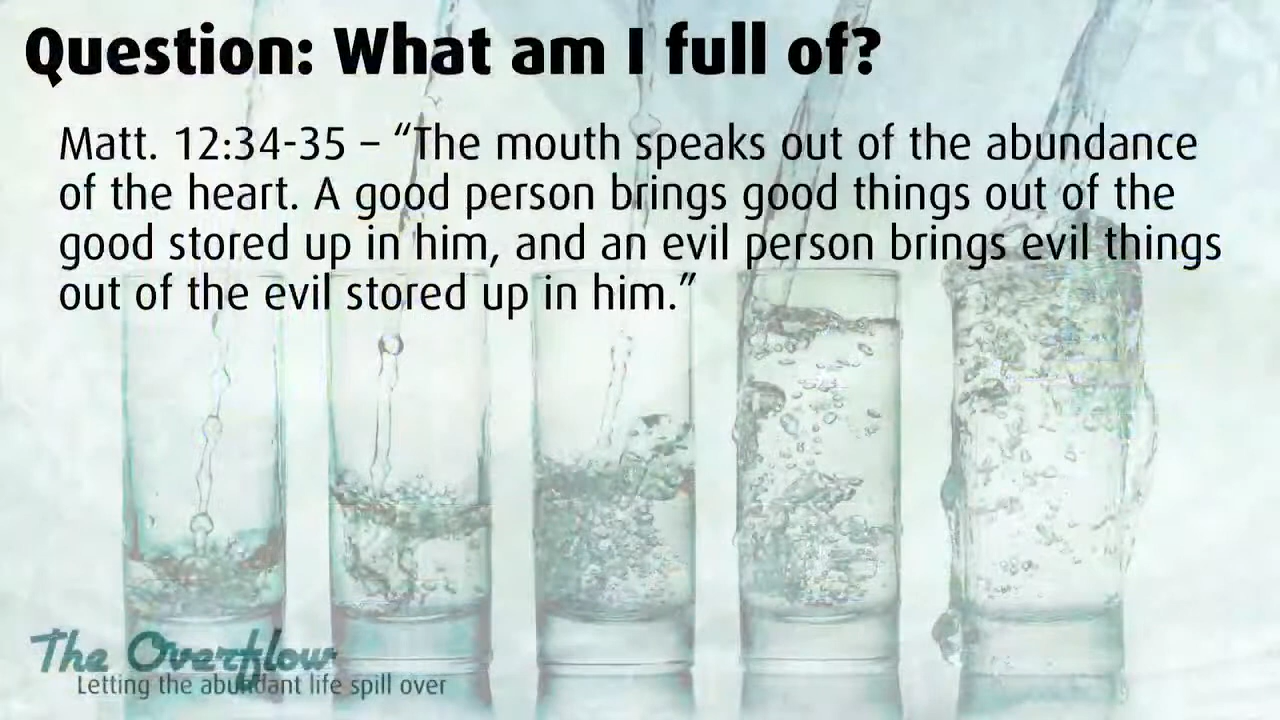 Question: What am I full of?
Matt. 12:34-35 – “The mouth speaks out of the abundance
of the heart. A good person brings good things out of the
good stored up in him, and an evil person brings evil things
out of the evil stored up in him.”
The Overflow
Letting the abundant life spill over